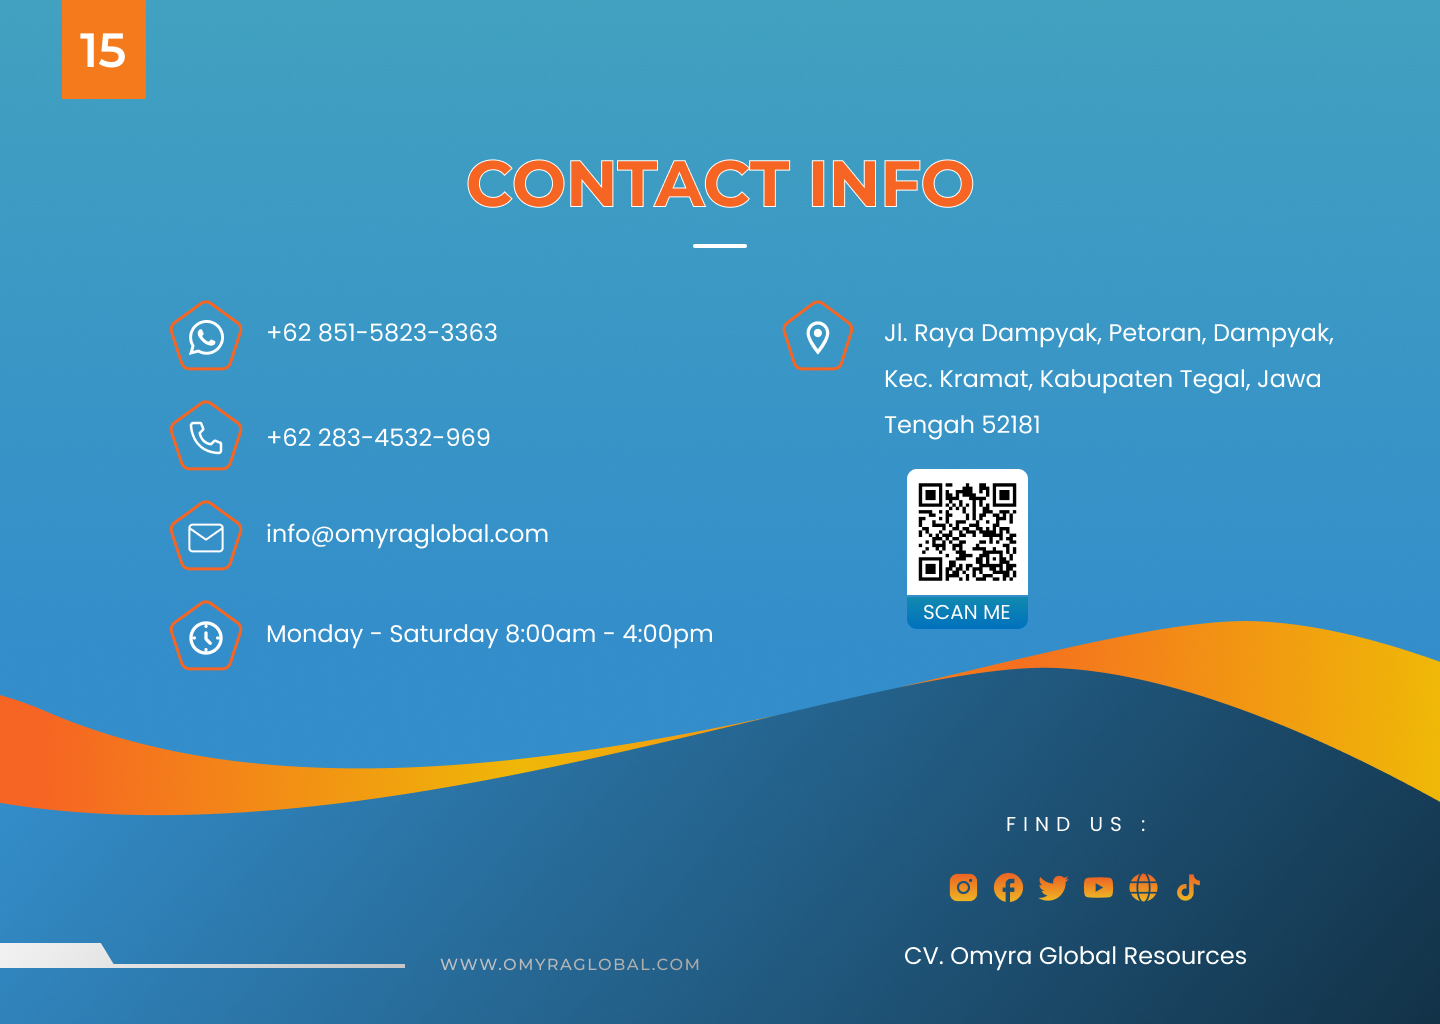 15
CONTACT INFO
+62 851-5823-3363
+62 283-4532-969
info@omyraglobal.com
Monday - Saturday 8:00am - 4:00pm
Jl. Raya Dampyak, Petoran, Dampyak,
Kec. Kramat, Kabupaten Tegal, Jawa
Tengah 52181
SCAN ME
FIND US :
CV. Omyra Global Resources
WWW.OMYRAGLOBAL.COM